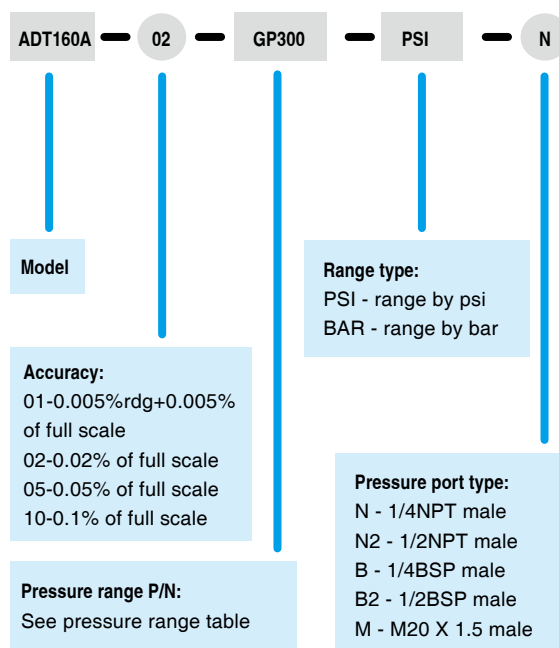 ADT160A 02 GP300 PSI N
Model
Range type:
PSI - range by psi
BAR - range by bar
Accuracy:
01-0.005%rdg+0.005%
of full scale
02-0.02% of full scale
05-0.05% of full scale
10-0.1% of full scale
Pressure port type:
N - 1/4NPT male
N2 - 1/2NPT male
B - 1/4BSP male
B2 - 1/2BSP male
M - M20 X 1.5 male
Pressure range P/N:
See pressure range table